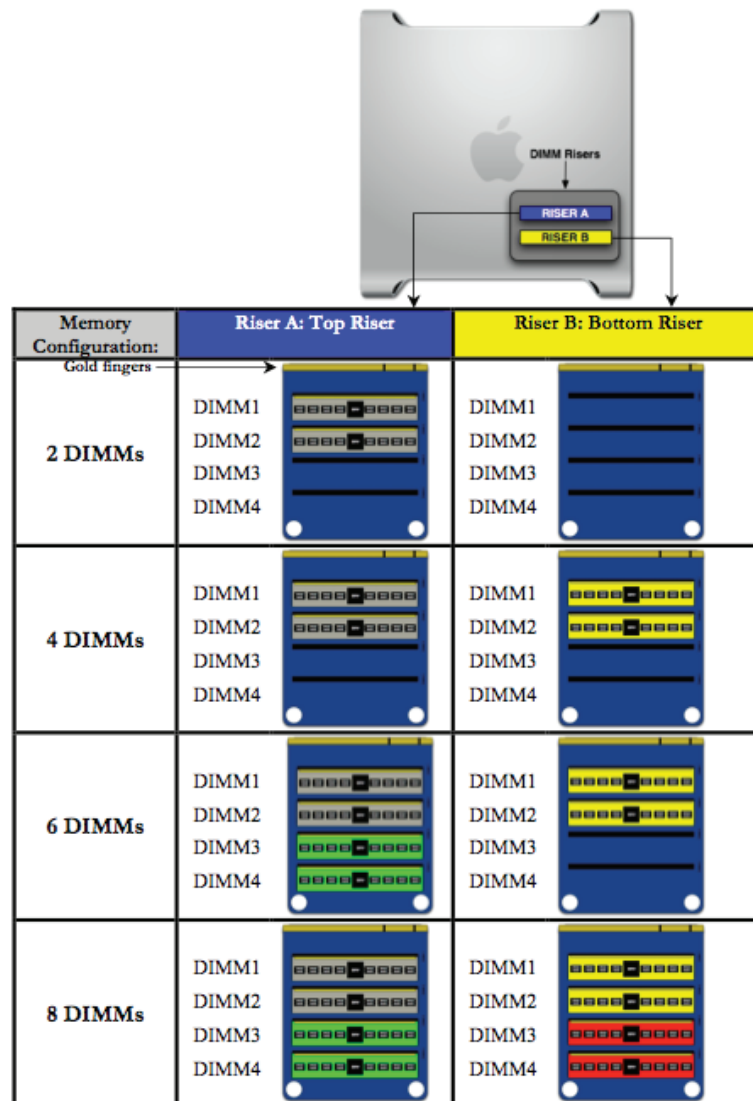 DIMM Risers
RISER A
RISER B
Memory Configuration:
Riser A: Top Riser
Riser B: Bottom Riser
Gold fingers
2 DIMMs
DIMM1
DIMM2
DIMM3
DIMM4
DIMM1
DIMM2
DIMM3
DIMM4
4 DIMMs
DIMM1
DIMM2
DIMM3
DIMM4
DIMM1
DIMM2
DIMM3
DIMM4
6 DIMMs
DIMM1
DIMM2
DIMM3
DIMM4
DIMM1
DIMM2
DIMM3
DIMM4
8 DIMMs
DIMM1
DIMM2
DIMM3
DIMM4
DIMM1
DIMM2
DIMM3
DIMM4